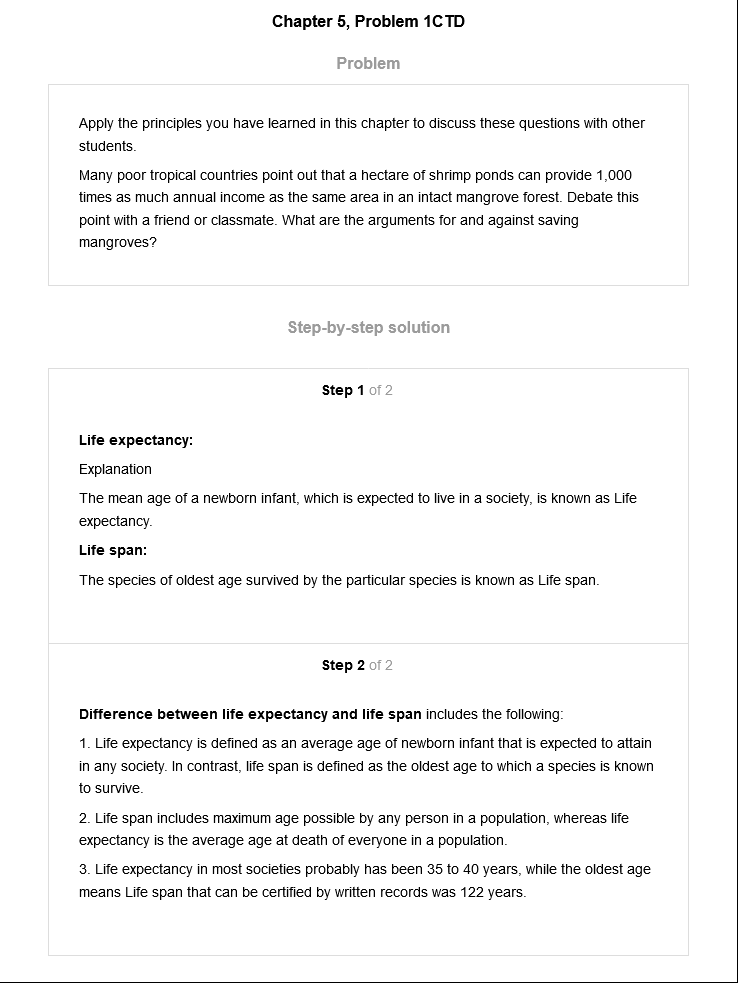 Chapter 5, Problem 1CTD
Problem
Apply the principles you have learned in this chapter to discuss these questions with other
students.
Many poor tropical countries point out that a hectare of shrimp ponds can provide 1,000
times as much annual income as the same area in an intact mangrove forest. Debate this
point with a friend or classmate. What are the arguments for and against saving
mangroves?
Step-by-step solution
Step 1 of 2
Life expectancy:
Explanation
The mean age of a newborn infant, which is expected to live in a society, is known as Life
expectancy.
Life span:
The species of oldest age survived by the particular species is known as Life span.
Step 2 of 2
Difference between life expectancy and life span includes the following:
1. Life expectancy is defined as an average age of newborn infant that is expected to attain
in any society. In contrast, life span is defined as the oldest age to which a species is known
to survive.
2. Life span includes maximum age possible by any person in a population, whereas life
expectancy is the average age at death of everyone in a population.
3. Life expectancy in most societies probably has been 35 to 40 years, while the oldest age
means Life span that can be certified by written records was 122 years.